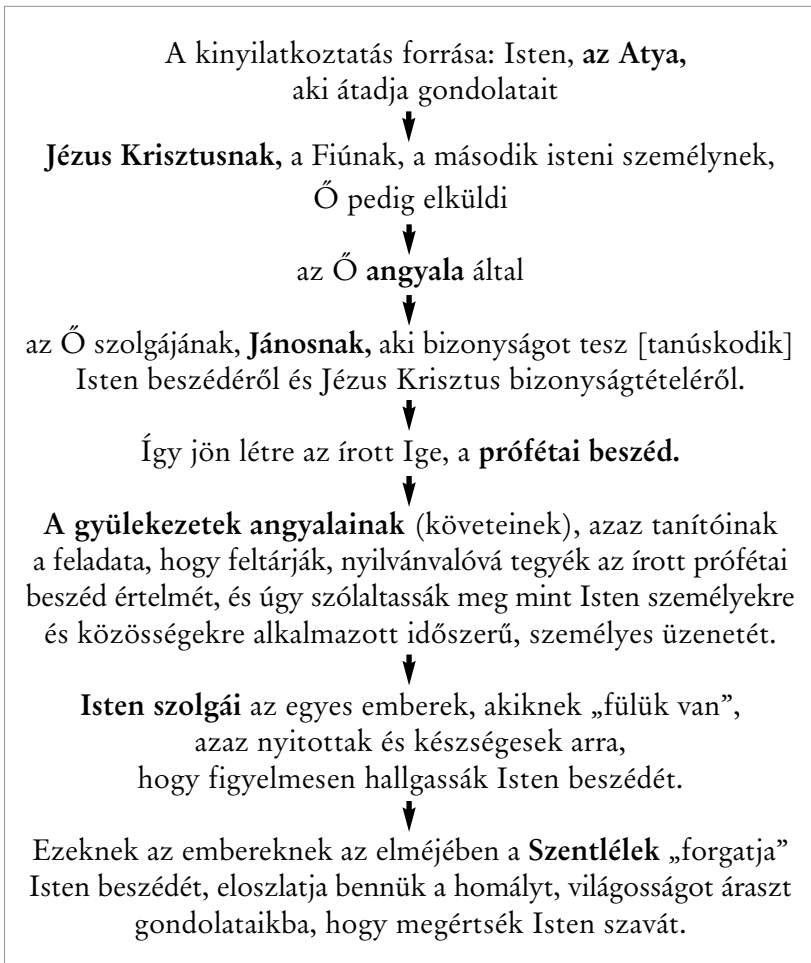 A kinyilatkoztatás forrása: Isten, az Atya,
aki átadja gondolatait
Jézus Krisztusnak, a Fiúnak, a második isteni személynek,
Ő pedig elküldi
az Ő angyala által
az Ő szolgájának, Jánosnak, aki bizonyságot tesz [tanúskodik]
Isten beszédéről és Jézus Krisztus bizonyságtételéről.
Így jön létre az írott Ige, a prófétai beszéd.
A gyülekezetek angyalainak (követeinek), azaz tanítóinak
a feladata, hogy feltárják, nyilvánvalóvá tegyék az írott prófétai
beszéd értelmét, és úgy szólaltassák meg mint Isten személyekre
és közösségekre alkalmazott időszerű, személyes üzenetét.
Isten szolgái az egyes emberek, akiknek „fülük van”,
azaz nyitottak és készségesek arra,
hogy figyelmesen hallgassák Isten beszédét.
Ezeknek az embereknek az elméjében a Szentlélek „forgatja”
Isten beszédét, eloszlatja bennük a homályt, világosságot áraszt
gondolataikba, hogy megértsék Isten szavát.